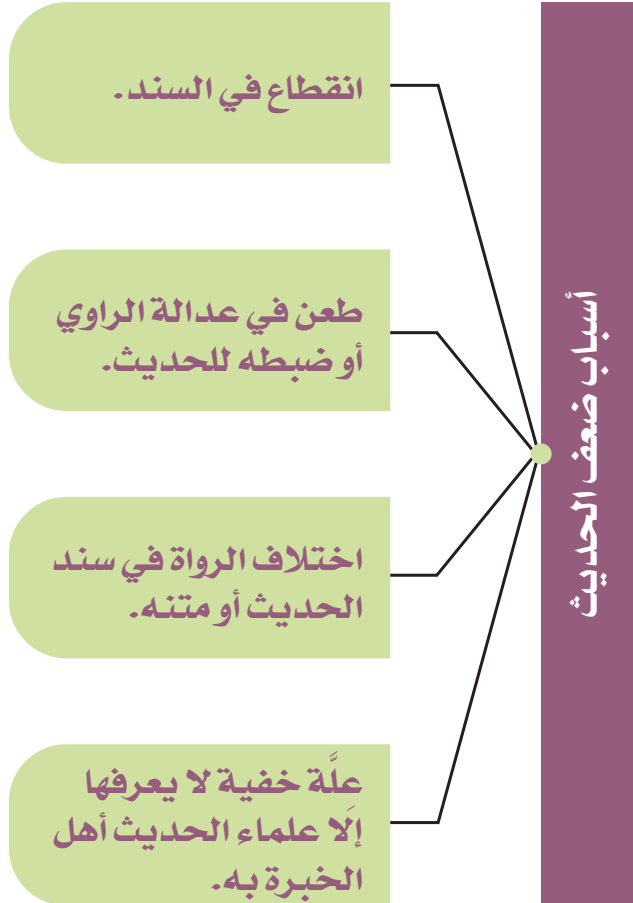 أسباب ضعف الحديث
انقطاع في السند.
طعن في عدالة الراوي
أو ضبطه للحديث.
اختلاف الرواة في سند
الحديث أو متنه.
علَّة خفية لا يعرفها
إلَا علماء الحديث أهل
الخبرة به.